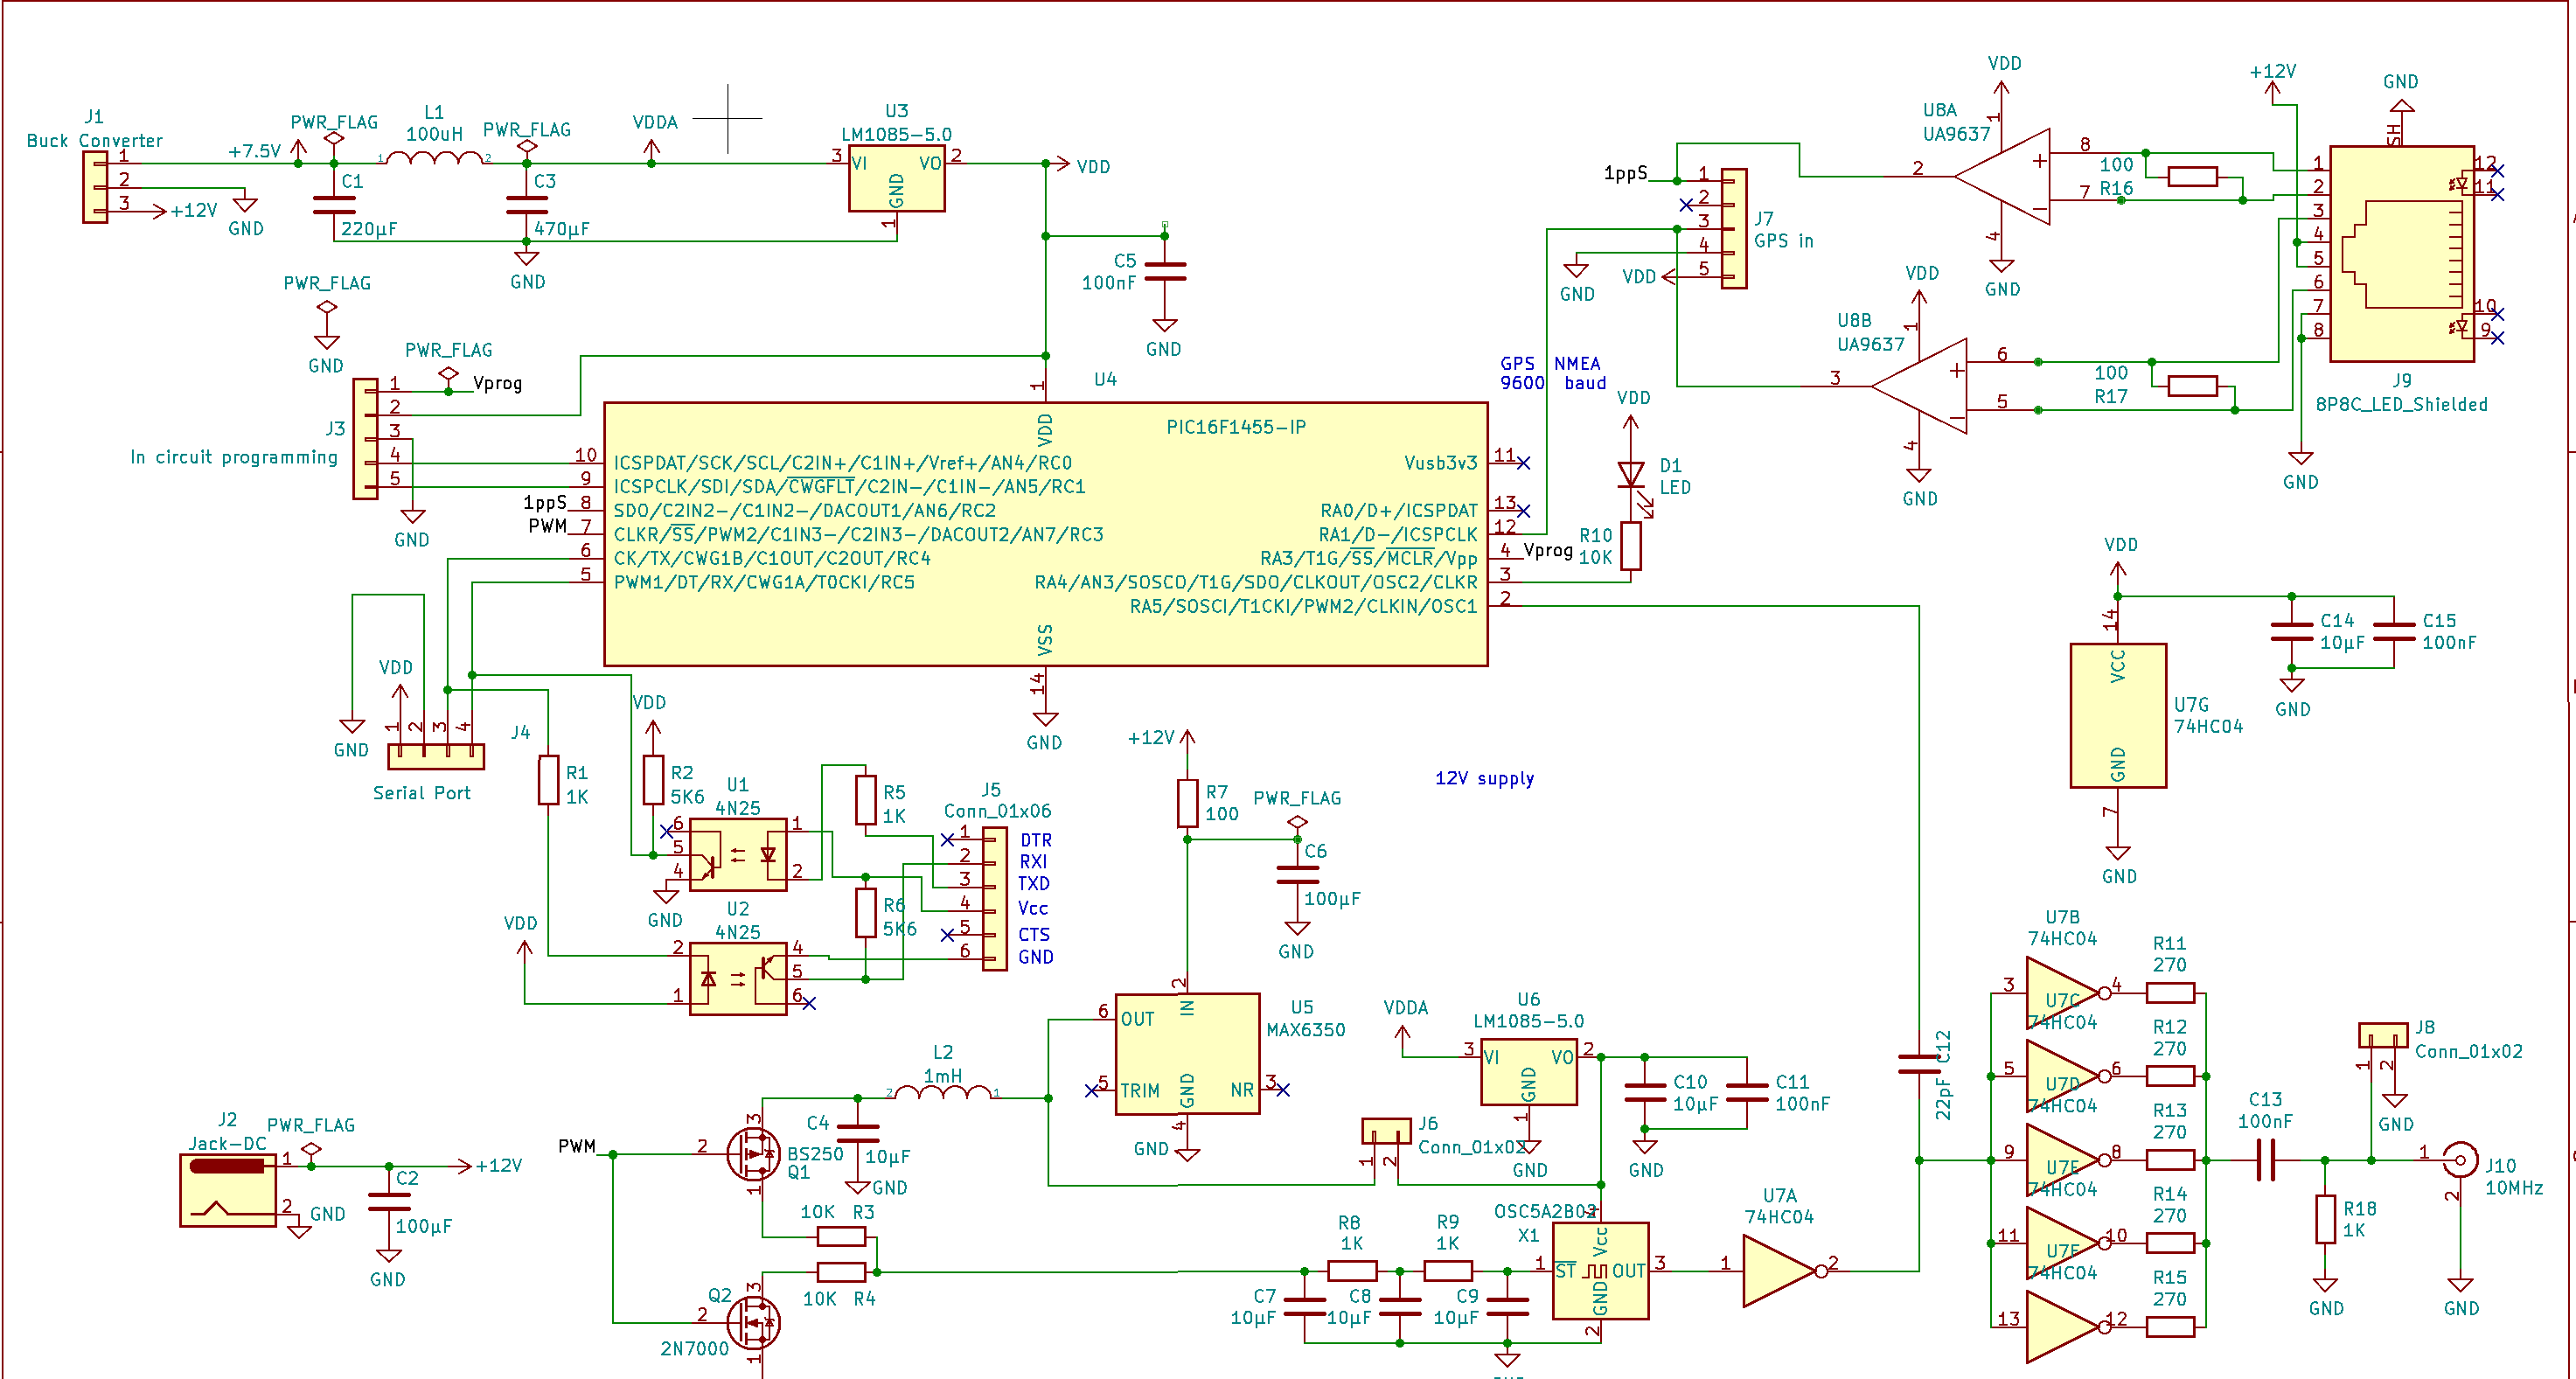 J1
Buck Converter
1
2
3
+7.5V
GND
+12V
PWR_FLAG
L1
100uH
1
2
PWR_FLAG
C1
220µF
C3
470µF
GND
VDDA
U3
LM1085-5.0
3
VI
VO
2
GND
1
VDD
C5
100nF
GND
PWR_FLAG
GND
PWR_FLAG
Vprog
J3
In circuit programming
1
2
3
4
5
GND
U4
PIC16F1455-IP
1
VDD
10
ICSPDAT/SCK/SCL/C2IN+/C1IN+/Vref+/AN4/RC0
9
ICSPCLK/SDI/SDA/CWGFLT/C2IN-/C1IN-/AN5/RC1
1ppS
8
SDO/C2IN2-/C1IN2-/DACOUT1/AN6/RC2
PWM
7
CLKR/SS/PWM2/C1IN3-/C2IN3-/DACOUT2/AN7/RC3
6
CK/TX/CWG1B/C1OUT/C2OUT/RC4
5
PWM1/DT/RX/CWG1A/T0CKI/RC5
Vusb3v3
11
RA0/D+/ICSPDAT
13
RA1/D-/ICSPCLK
12
RA3/T1G/SS/MCLR/Vpp
4
Vprog
RA4/AN3/SOSCO/T1G/SDO/CLKOUT/OSC2/CLKR
3
RA5/SOSCI/T1CKI/PWM2/CLKIN/OSC1
2
VSS
14
GND
GPS NMEA
9600 baud
VDD
D1
LED
R10
10K
1ppS
1
2
3
4
5
J7
GPS in
GND
VDD
VDD
U8A
UA9637
1
2
8
7
4
GND
100
R16
VDD
U8B
UA9637
1
3
6
5
4
GND
100
R17
+12V
GND
SH
1
2
3
4
5
6
7
8
12
11
10
9
J9
8P8C_LED_Shielded
GND
VDD
14
VCC
GND
7
GND
U7G
74HC04
C14
10µF
C15
100nF
GND
VDD
GND
1
2
3
4
J4
Serial Port
R1
1K
VDD
R2
5K6
U1
4N25
6
5
4
1
2
GND
R5
1K
J5
Conn_01x06
1
2
3
4
5
6
DTR
RXI
TXD
Vcc
CTS
GND
R6
5K6
VDD
U2
4N25
2
1
4
5
6
+12V
R7
100
PWR_FLAG
C6
100µF
GND
12V supply
2
IN
6
OUT
5
TRIM
GND
4
NR
3
U5
MAX6350
GND
J2
Jack-DC
1
2
PWR_FLAG
+12V
GND
C2
100µF
GND
L2
1mH
2
1
C4
10µF
GND
PWM
2
3
1
BS250
Q1
10K R3
10K R4
Q2
2N7000
2
3
1
VDDA
U6
LM1085-5.0
3
VI
VO
2
GND
1
GND
C10
10µF
C11
100nF
GND
J6
Conn_01x02
1
2
R8
1K
R9
1K
C7
10µF
C8
10µF
C9
10µF
OSC5A2B02
X1
1
ST
OUT
3
Vcc
GND
2
U7A
74HC04
1
2
C12
22pF
U7B
74HC04
3
4
U7C
74HC04
5
6
U7D
74HC04
9
8
U7E
74HC04
11
10
U7F
74HC04
13
12
R11
270
R12
270
R13
270
R14
270
R15
270
C13
100nF
J8
Conn_01x02
1
2
GND
R18
1K
GND
1
2
J10
10MHz
GND